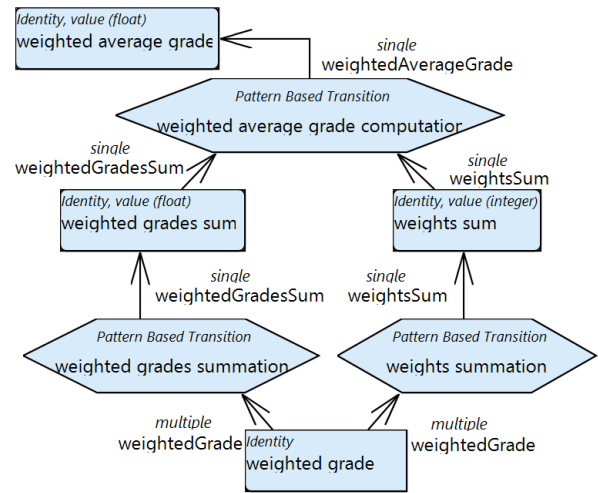 Identity, value (float)
weighted average grade
single
weightedAverageGrade
Pattern Based Transition
weighted average grade computation
single
weightedGradesSum
single
weightsSum
Identity, value (float)
weighted grades sum
Identity, value (integer)
weights sum
single
weightedGradesSum
single
weightsSum
Pattern Based Transition
weighted grades summation
Pattern Based Transition
weights summation
multiple
weightedGrade
multiple
weightedGrade
Identity
weighted grade